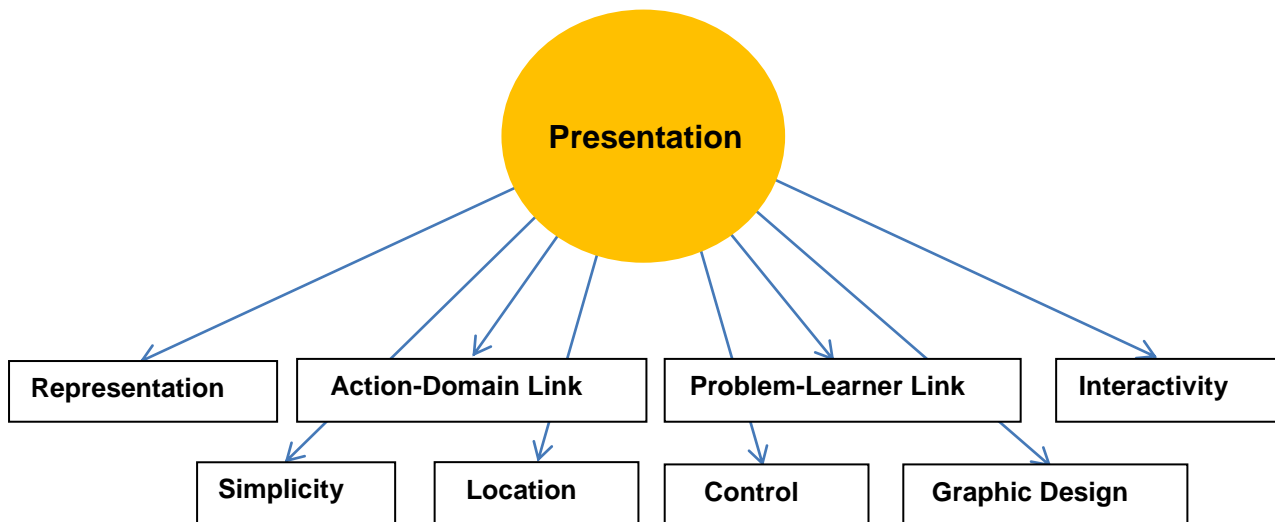 Presentation
Representation
Action-Domain Link
Problem-Learner Link
Interactivity
Simplicity
Location
Control
Graphic Design